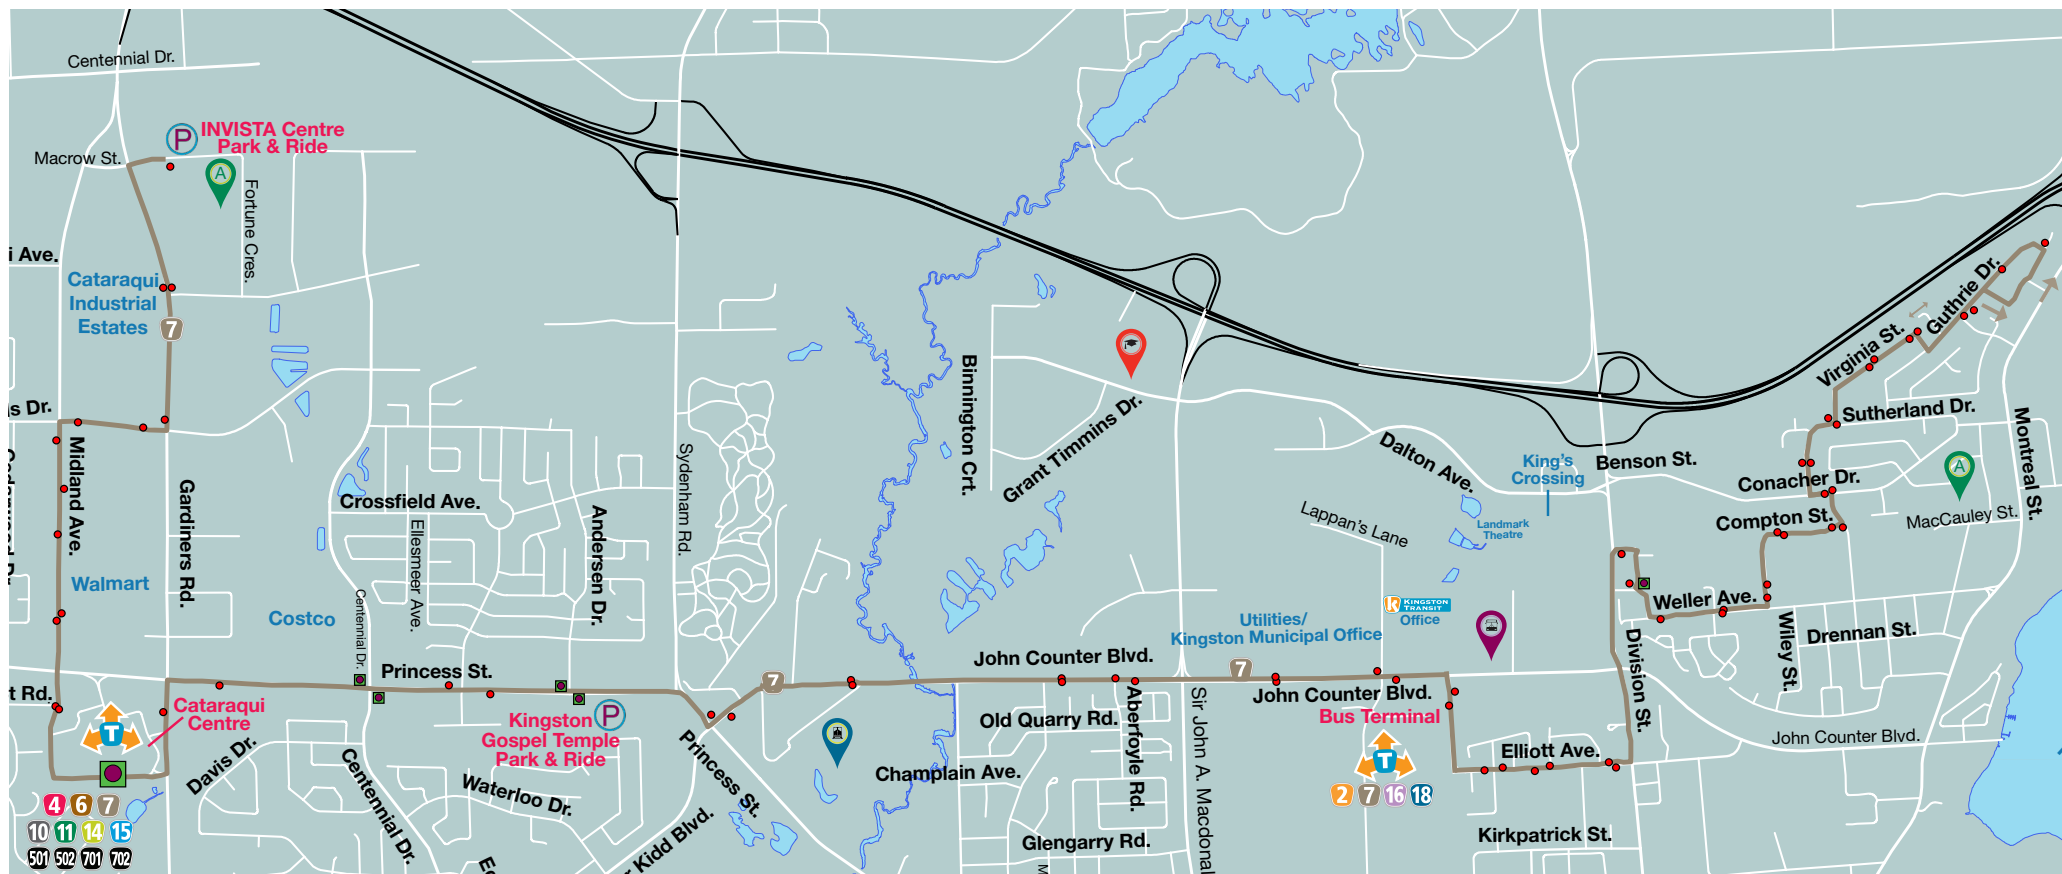 Centennial Dr.
INVISTA Centre
Park & Ride
P
Macrow St.
A
Fortune Cres.
i Ave.
Cataraqui
Industrial
Estates
7
s Dr.
Midland Ave.
Gardiners Rd.
Walmart
Costco
Crossfield Ave.
Ellesmeer Ave.
Centennial Dr.
Andersen Dr.
Sydenham Rd.
Princess St.
t Rd.
Cataraqui
Centre
T
Davis Dr.
4 6 7
10 11 14 15
501 502 701 702
Centennial Dr.
Kingston
Gospel Temple
Park & Ride
P
Waterloo Dr.
Princess St.
Kidd Blvd.
7
Binnington Crt.
Grant Timmins Dr.
John Counter Blvd.
Old Quarry Rd.
Champlain Ave.
Aberfoyle Rd.
Glengarry Rd.
Sir John A. Macdonal
Utilities/
Kingston Municipal Office
7
John Counter Blvd.
Bus Terminal
T
2 7 16 18
k KINGSTON
TRANSIT
Office
Lappan's Lane
Dalton Ave.
King's
Crossing
Landmark
Theatre
Benson St.
Elliott Ave.
Kirkpatrick St.
Division St.
Weller Ave.
Wiley St.
Drennan St.
John Counter Blvd.
Compton St.
Conacher Dr.
Sutherland Dr.
Virginia St.
Guthrie Dr.
A
MacCauley St.
Montreal St.